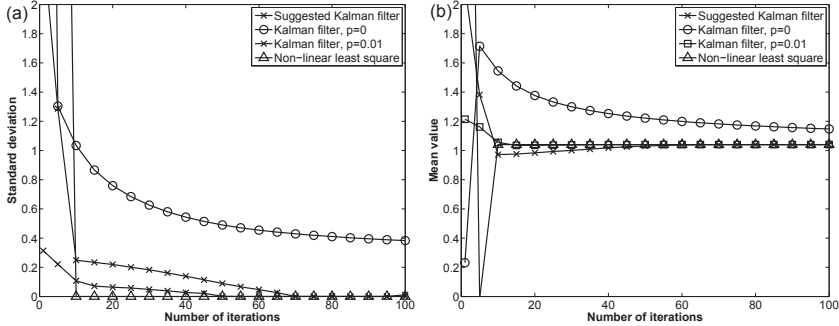 (a)
Suggested Kalman filter
Kalman filter, p=0
Kalman filter, p=0.01
Non-linear least square
2
1.8
1.6
1.4
1.2
1
0.8
0.6
0.4
0.2
0
Standard deviation
0 20 40 60 80 100
Number of iterations
(b)
Suggested Kalman filter
Kalman filter, p=0
Kalman filter, p=0.01
Non-linear least square
2
1.8
1.6
1.4
1.2
1
0.8
0.6
0.4
0.2
0
Mean value
0 20 40 60 80 100
Number of iterations